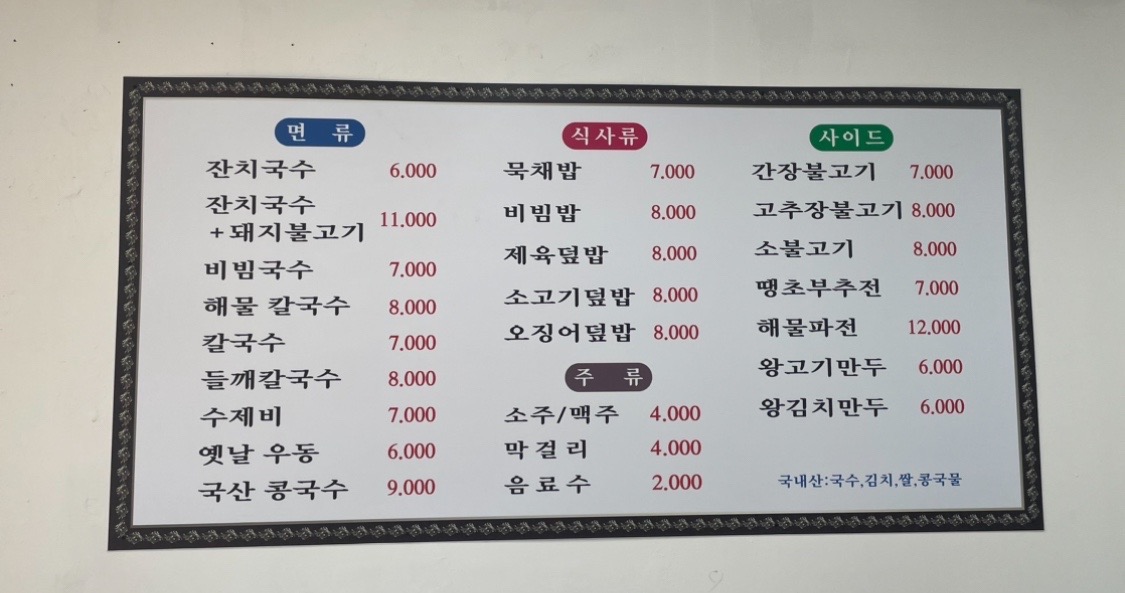 면 류
잔치국수 6.000
잔치국수
+돼지불고기 11.000
비빔국수 7.000
해물 칼국수 8.000
칼국수 7.000
들깨칼국수 8.000
수제비 7.000
옛날 우동 6.000
국산 콩국수 9.000
식사류
묵채밥 7.000
비빔밥 8.000
제육덮밥 8.000
소고기덮밥 8.000
오징어덮밥 8.000
주 류
소주/맥주 4.000
막걸리 4.000
음료수 2.000
사이드
간장불고기 7.000
고추장불고기 8.000
소불고기 8.000
땡초부추전 7.000
해물파전 12.000
왕고기만두 6.000
왕김치만두 6.000
국내산:국수,김치,쌀,콩국물